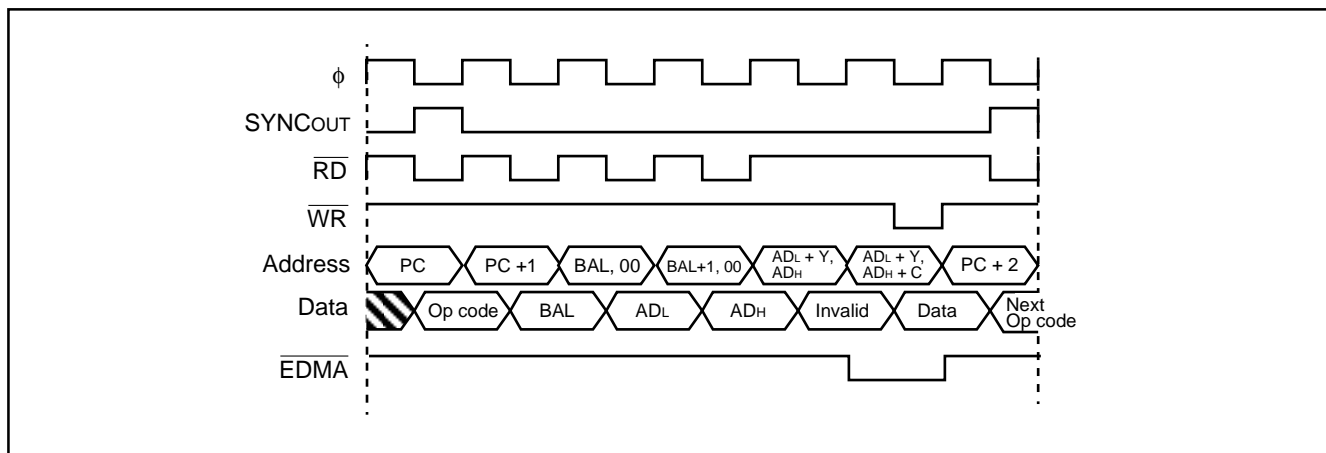 ϕ
SYNCOUT
RD
WR
Address
PC
PC +1
BAL, 00
BAL+1, 00
ADL + Y,
ADH
ADL + Y,
ADH + C
PC + 2
Data
Op code
BAL
ADL
ADH
Invalid
Data
Next
Op code
EDMA